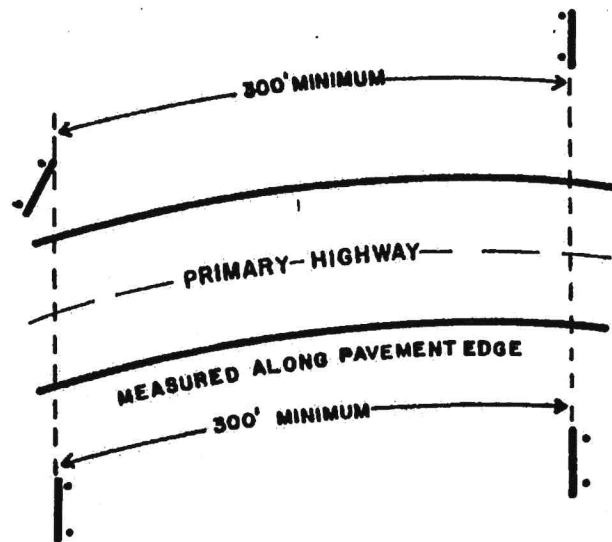 300' MINIMUM
PRIMARY-HIGHWAY
MEASURED ALONG PAVEMENT EDGE
300' MINIMUM